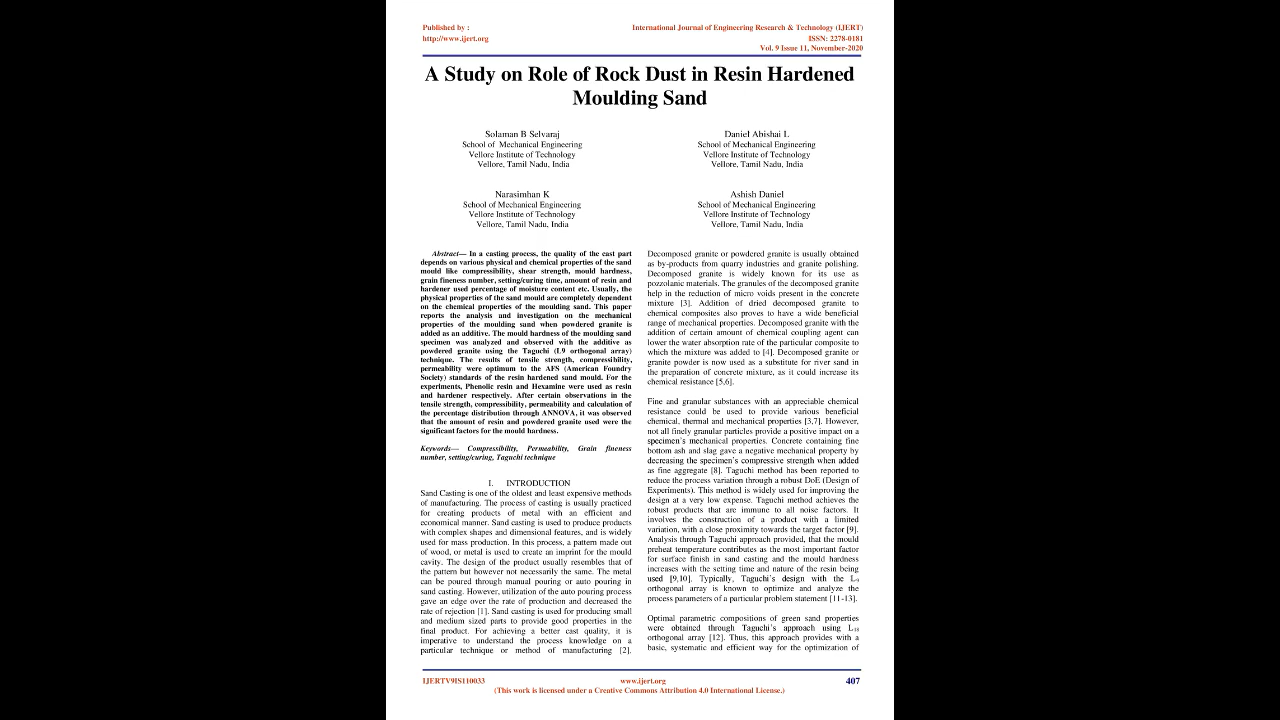 Published by :
http://www.ijert.org
International Journal of Engineering Research & Technology (IJERT)
ISSN: 2278-0181
Vol. 9 Issue 11, November-2020
A Study on Role of Rock Dust in Resin Hardened
Moulding Sand
Solaman B Selvaraj
School of Mechanical Engineering
Vellore Institute of Technology
Vellore, Tamil Nadu, India
Daniel Abishai L
School of Mechanical Engineering
Vellore Institute of Technology
Vellore, Tamil Nadu, India
Narasimhan K
School of Mechanical Engineering
Vellore Institute of Technology
Vellore, Tamil Nadu, India
Ashish Daniel
School of Mechanical Engineering
Vellore Institute of Technology
Vellore, Tamil Nadu, India
Abstract— In a casting process, the quality of the cast part
depends on various physical and chemical properties of the sand
mould like compressibility, shear strength, mould hardness,
grain fineness number, setting/curing time, amount of resin and
hardener used percentage of moisture content etc. Usually, the
physical properties of the sand mould are completely dependent
on the chemical properties of the moulding sand. This paper
reports the analysis and investigation on the mechanical
properties of the moulding sand when powdered granite is
added as an additive. The mould hardness of the moulding sand
specimen was analyzed and observed with the additive as
powdered granite using the Taguchi (L9 orthogonal array)
technique. The results of tensile strength, compressibility,
permeability were optimum to the AFS (American Foundry
Society) standards of the resin hardened sand mould. For the
experiments, Phenolic resin and Hexamine were used as resin
and hardener respectively. After certain observations in the
tensile strength, compressibility, permeability and calculation of
the percentage distribution through ANNOVA, it was observed
that the amount of resin and powdered granite used were the
significant factors for the mould hardness.
Keywords— Compressibility, Permeability, Grain fineness
number, setting/curing, Taguchi technique
I. INTRODUCTION
Sand Casting is one of the oldest and least expensive methods
of manufacturing. The process of casting is usually practiced
for creating products of metal with an efficient and
economical manner. Sand casting is used to produce products
with complex shapes and dimensional features, and is widely
used for mass production. In this process, a pattern made out
of wood, or metal is used to create an imprint for the mould
cavity. The design of the product usually resembles that of
the pattern but however not necessarily the same. The metal
can be poured through manual pouring or auto pouring in
sand casting. However, utilization of the auto pouring process
gave an edge over the rate of production and decreased the
rate of rejection [1]. Sand casting is used for producing small
and medium sized parts to provide good properties in the
final product. For achieving a better cast quality, it is
imperative to understand the process knowledge on a
particular technique or method of manufacturing [2].
Decomposed granite or powdered granite is usually obtained
as by-products from quarry industries and granite polishing.
Decomposed granite is widely known for its use as
pozzolanic materials. The granules of the decomposed granite
help in the reduction of micro voids present in the concrete
mixture [3]. Addition of dried decomposed granite to
chemical composites also proves to have a wide beneficial
range of mechanical properties. Decomposed granite with the
addition of certain amount of chemical coupling agent can
lower the water absorption rate of the particular composite to
which the mixture was added to [4]. Decomposed granite or
granite powder is now used as a substitute for river sand in
the preparation of concrete mixture, as it could increase its
chemical resistance [5,6].
Fine and granular substances with an appreciable chemical
resistance could be used to provide various beneficial
chemical, thermal and mechanical properties [3,7]. However,
not all finely granular particles provide a positive impact on a
specimen's mechanical properties. Concrete containing fine
bottom ash and slag gave a negative mechanical property by
decreasing the specimen's compressive strength when added
as fine aggregate [8]. Taguchi method has been reported to
reduce the process variation through a robust DoE (Design of
Experiments). This method is widely used for improving the
design at a very low expense. Taguchi method achieves the
robust products that are immune to all noise factors. It
involves the construction of a product with a limited
variation, with a close proximity towards the target factor [9].
Analysis through Taguchi approach provided, that the mould
preheat temperature contributes as the most important factor
for surface finish in sand casting and the mould hardness
increases with the setting time and nature of the resin being
used [9,10]. Typically, Taguchi's design with the L₉
orthogonal array is known to optimize and analyze the
process parameters of a particular problem statement [11-13].
Optimal parametric compositions of green sand properties
were obtained through Taguchi's approach using L₁₈
orthogonal array [12]. Thus, this approach provides with a
basic, systematic and efficient way for the optimization of
IJERTV9IS110033
www.ijert.org
407
(This work is licensed under a Creative Commons Attribution 4.0 International License.)